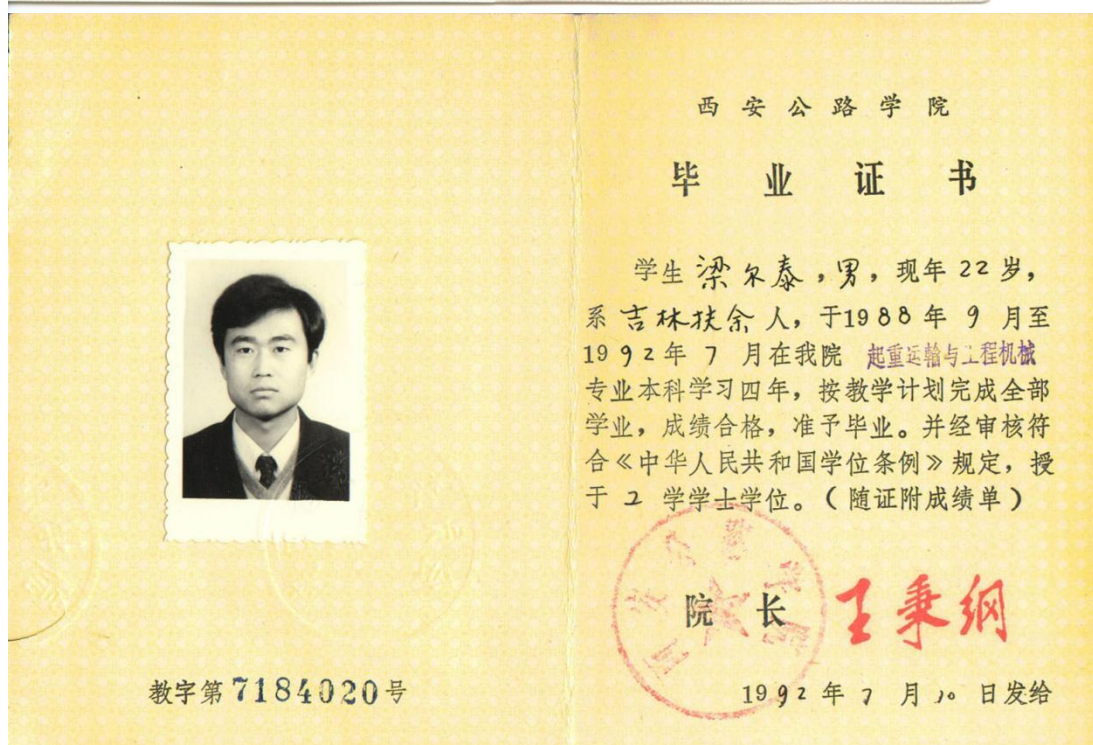 西安公路学院
毕业证书
学生梁尔泰，男，现年22岁，
系吉林扶余人，于1988年9月至
1992年7月在我院 起重运输与工程机械
专业本科学习四年，按教学计划完成全部
学业，成绩合格，准予毕业。并经审核符
合《中华人民共和国学位条例》规定，授
于工学学士学位。（随证附成绩单）
院长 王秉纲
1992年7月10日发给
教字第7184020号